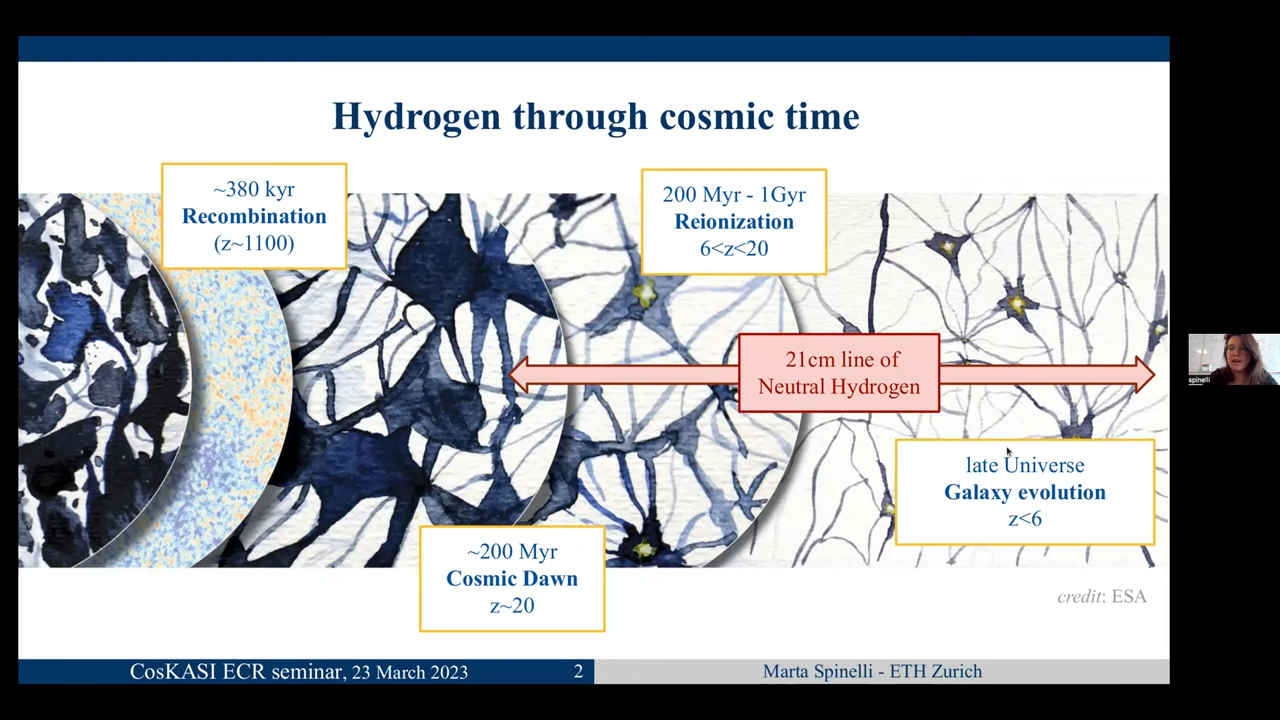 Hydrogen through cosmic time
~380 kyr
Recombination
(z~1100)
200 Myr - 1Gyr
Reionization
6<z<20
21cm line of
Neutral Hydrogen
late Universe
Galaxy evolution
z<6
~200 Myr
Cosmic Dawn
z~20
credit: ESA
CosKASI ECR seminar, 23 March 2023
2
Marta Spinelli - ETH Zurich
spinelli